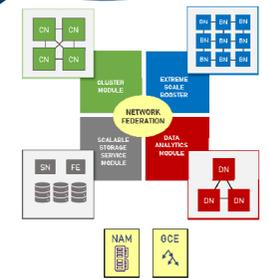 CN CN
CN CN
BN BN BN
BN BN BN
BN BN BN
CLUSTER
MODULE
EXTREME
SCALE
BOOSTER
NETWORK
FEDERATION
SCALABLE
STORAGE
SERVICE
MODULE
DATA
ANALYTICS
MODULE
SN FE
DN
DN DN
NAM
GCE